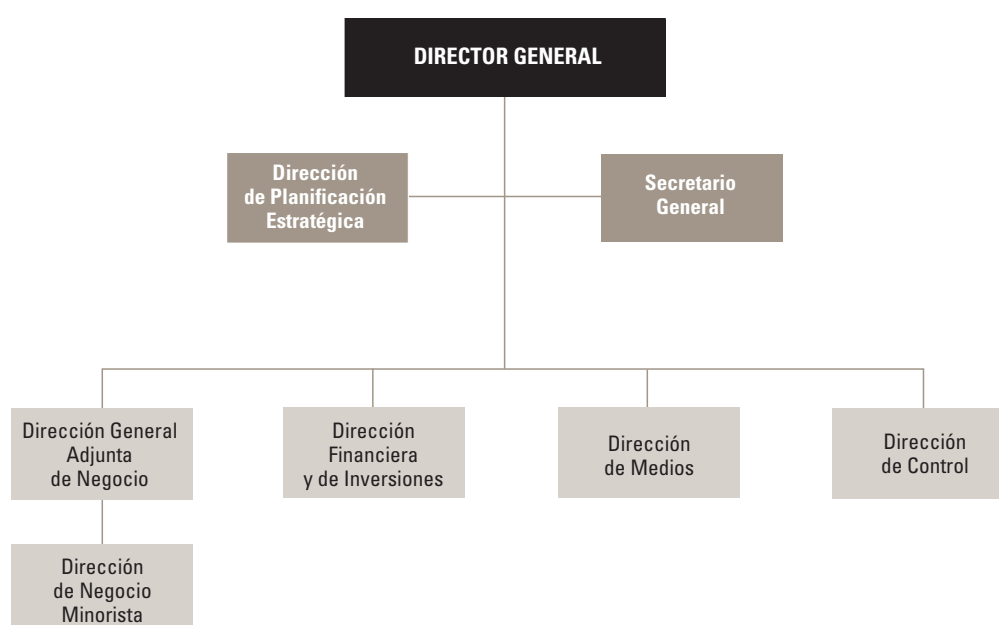 DIRECTOR GENERAL
Dirección
de Planificación
Estratégica
Secretario
General
Dirección General
Adjunta
de Negocio
Dirección
Financiera
y de Inversiones
Dirección
de Medios
Dirección
de Control
Dirección
de Negocio
Minorista